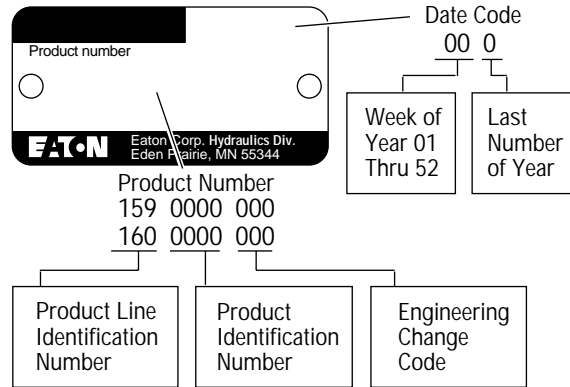 Product number
EATON
Eaton Corp. Hydraulics Div.
Eden Prairie, MN 55344
Date Code
00 0
Week of
Year 01
Thru 52
Last
Number
of Year
Product Number
159 0000 000
160 0000 000
Product Line
Identification
Number
Product
Identification
Number
Engineering
Change
Code